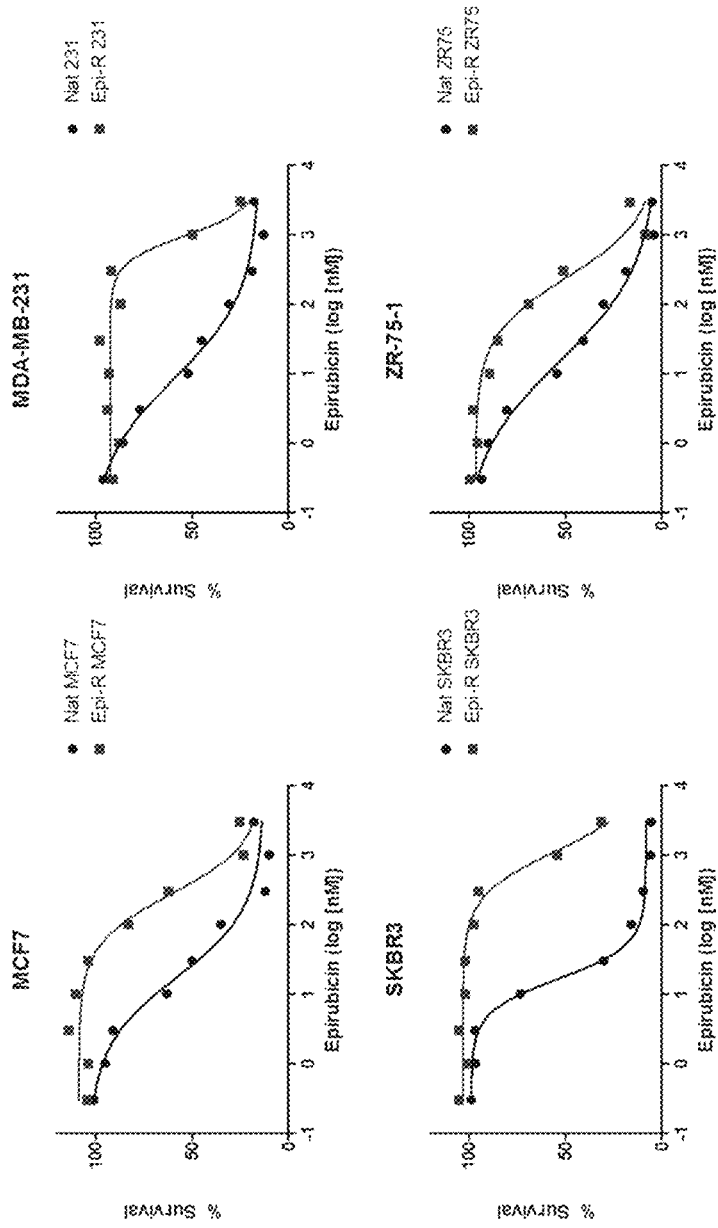 MCF7
Nat MCF7
Epi-R MCF7
% Survival
100
50
0
-1
0
1
2
3
4
Epirubicin (log [nM])
MDA-MB-231
Nat 231
Epi-R 231
% Survival
100
50
0
-1
0
1
2
3
4
Epirubicin (log [nM])
SKBR3
Nat SKBR3
Epi-R SKBR3
% Survival
100
50
0
-1
0
1
2
3
4
Epirubicin (log [nM])
ZR-75-1
Nat ZR75
Epi-R ZR75
% Survival
100
50
0
-1
0
1
2
3
4
Epirubicin (log [nM])